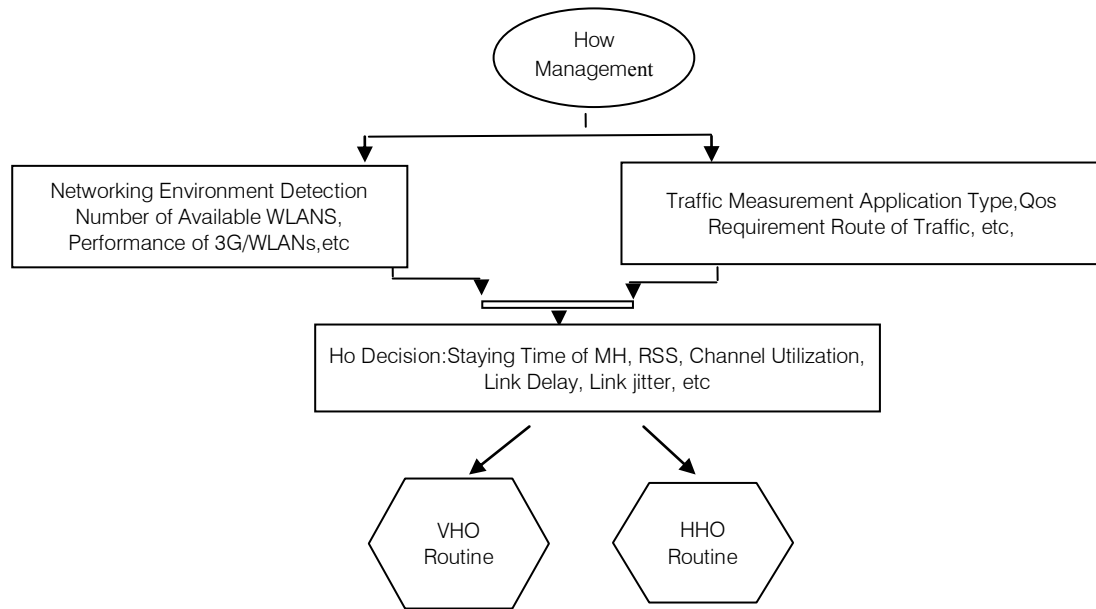 How
Management
Networking Environment Detection
Number of Available WLANS,
Performance of 3G/WLANs,etc
Traffic Measurement Application Type,Qos
Requirement Route of Traffic, etc,
Ho Decision:Staying Time of MH, RSS, Channel Utilization,
Link Delay, Link jitter, etc
VHO
Routine
HHO
Routine